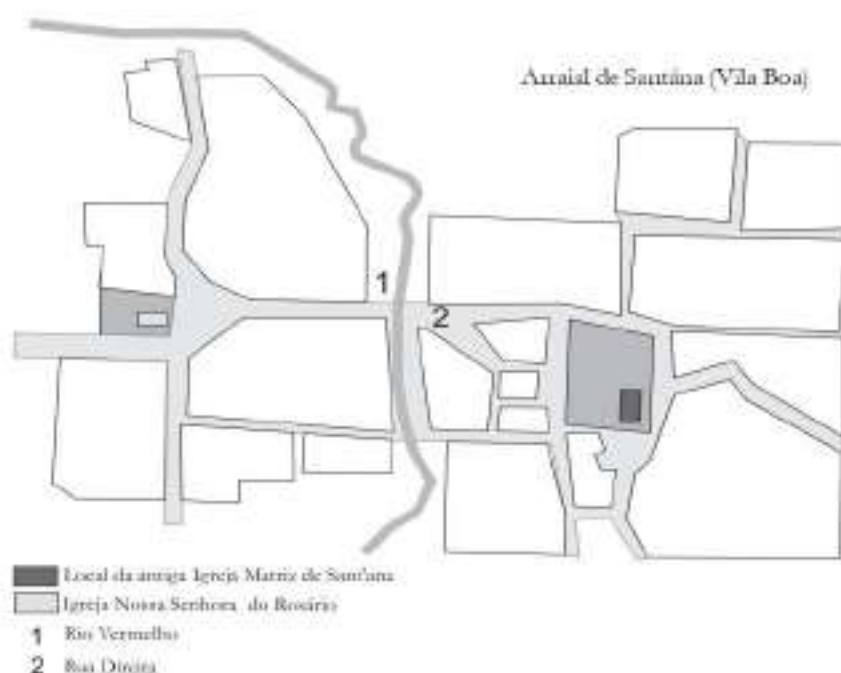 Arraial de Santána (Vila Boa)
1
2
Local da antiga Igreja Matriz de Sant'ana
Igreja Nossa Senhora do Rosário
1 Rio Vermelho
2 Rua Direita